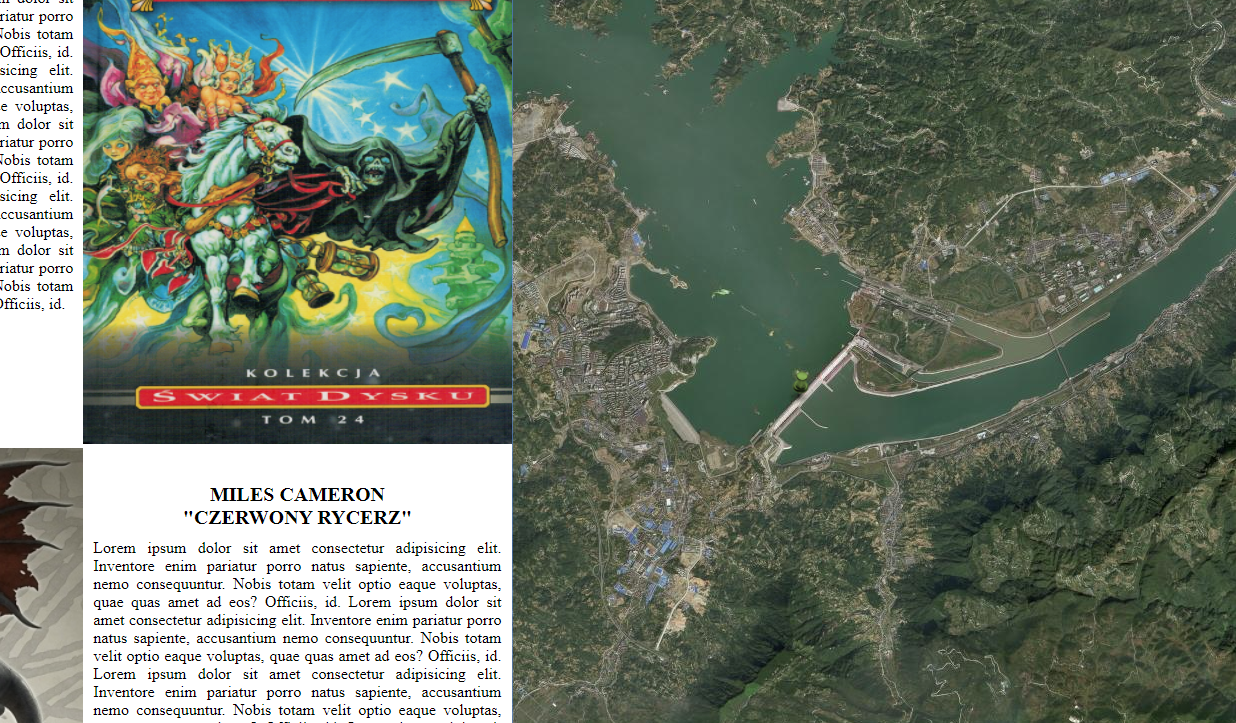 m dolor sit
riatur porro
Nobis totam
Officiis, id.
sicing elit.
ccusantium
e voluptas,
m dolor sit
riatur porro
Nobis totam
Officiis, id.
sicing elit.
ccusantium
e voluptas,
m dolor sit
riatur porro
Nobis totam
Officiis, id.
KOLEKCJA
ŚWIAT DYSKU
TOM 24
MILES CAMERON
"CZERWONY RYCERZ"
Lorem ipsum dolor sit amet consectetur adipisicing elit.
Inventore enim pariatur porro natus sapiente, accusantium
nemo consequuntur. Nobis totam velit optio eaque voluptas,
quae quas amet ad eos? Officiis, id. Lorem ipsum dolor sit
amet consectetur adipisicing elit. Inventore enim pariatur porro
natus sapiente, accusantium nemo consequuntur. Nobis totam
velit optio eaque voluptas, quae quas amet ad eos? Officiis, id.
Lorem ipsum dolor sit amet consectetur adipisicing elit.
Inventore enim pariatur porro natus sapiente, accusantium
nemo consequuntur. Nobis totam velit optio eaque voluptas,